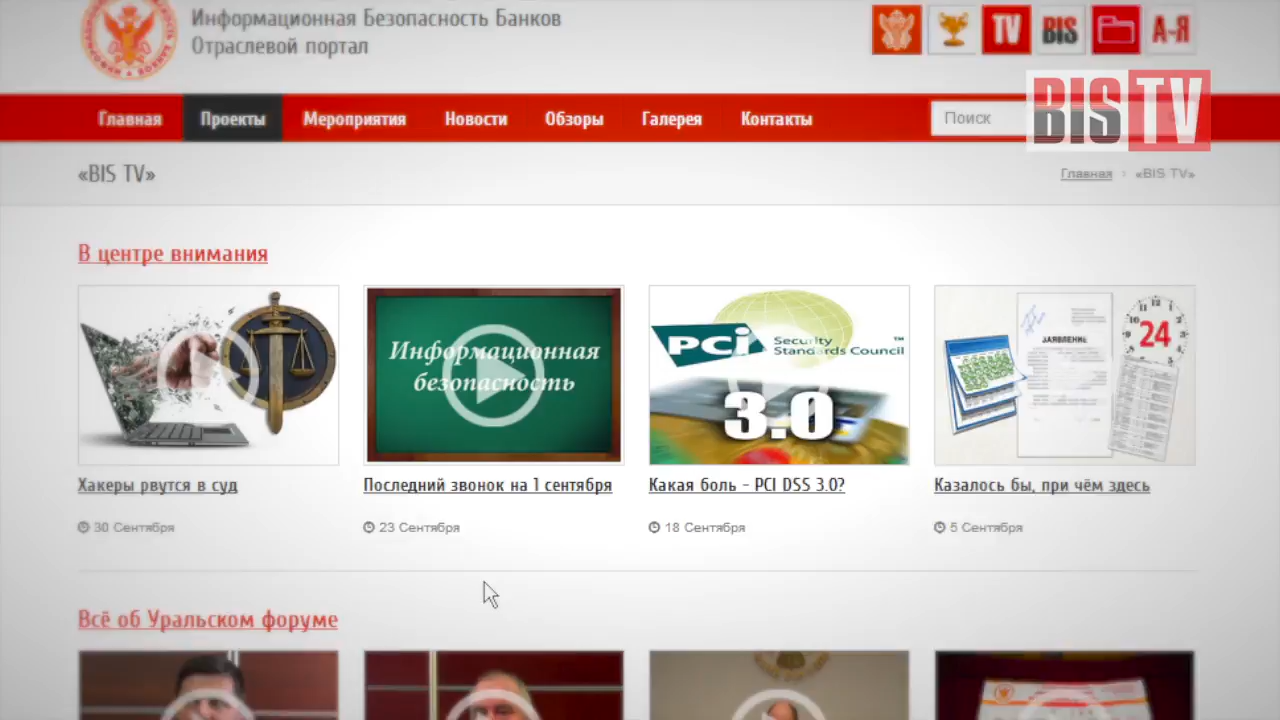 Информационная Безопасность Банков
Отраслевой портал
TV
BIS
А-Я
Главная
Проекты
Мероприятия
Новости
Обзоры
Галерея
Контакты
Поиск
BIS TV
«BIS TV»
Главная › «BIS TV»
В центре внимания
Информационная
безопасность
PCi Security
Standards Council
3.0
ЗАЯВЛЕНИЕ
24
Хакеры рвутся в суд
Последний звонок на 1 сентября
Какая боль - PCI DSS 3.0?
Казалось бы, при чём здесь
30 Сентября
23 Сентября
18 Сентября
5 Сентября
Всё об Уральском форуме